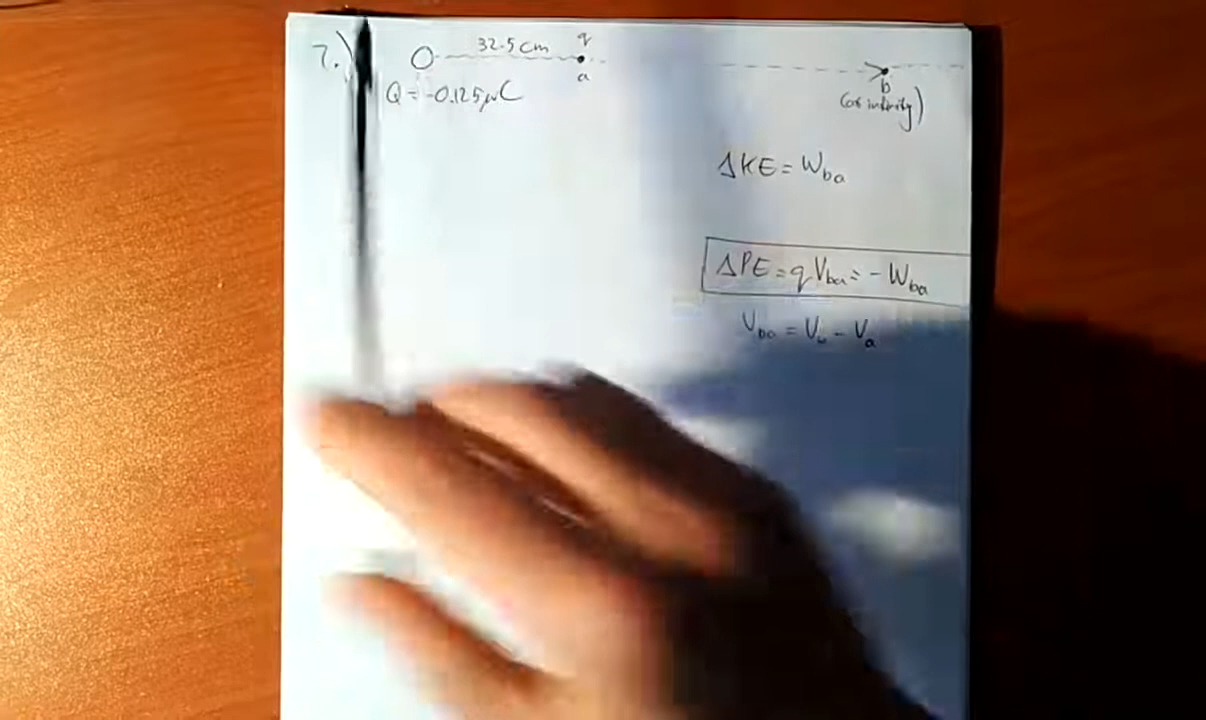 7.)
32.5 cm
q
a
Q = -0.125 μC
b
(at infinity)
ΔKE = W_ba
ΔPE = qV_ba = -W_ba
V_ba = V_b - V_a